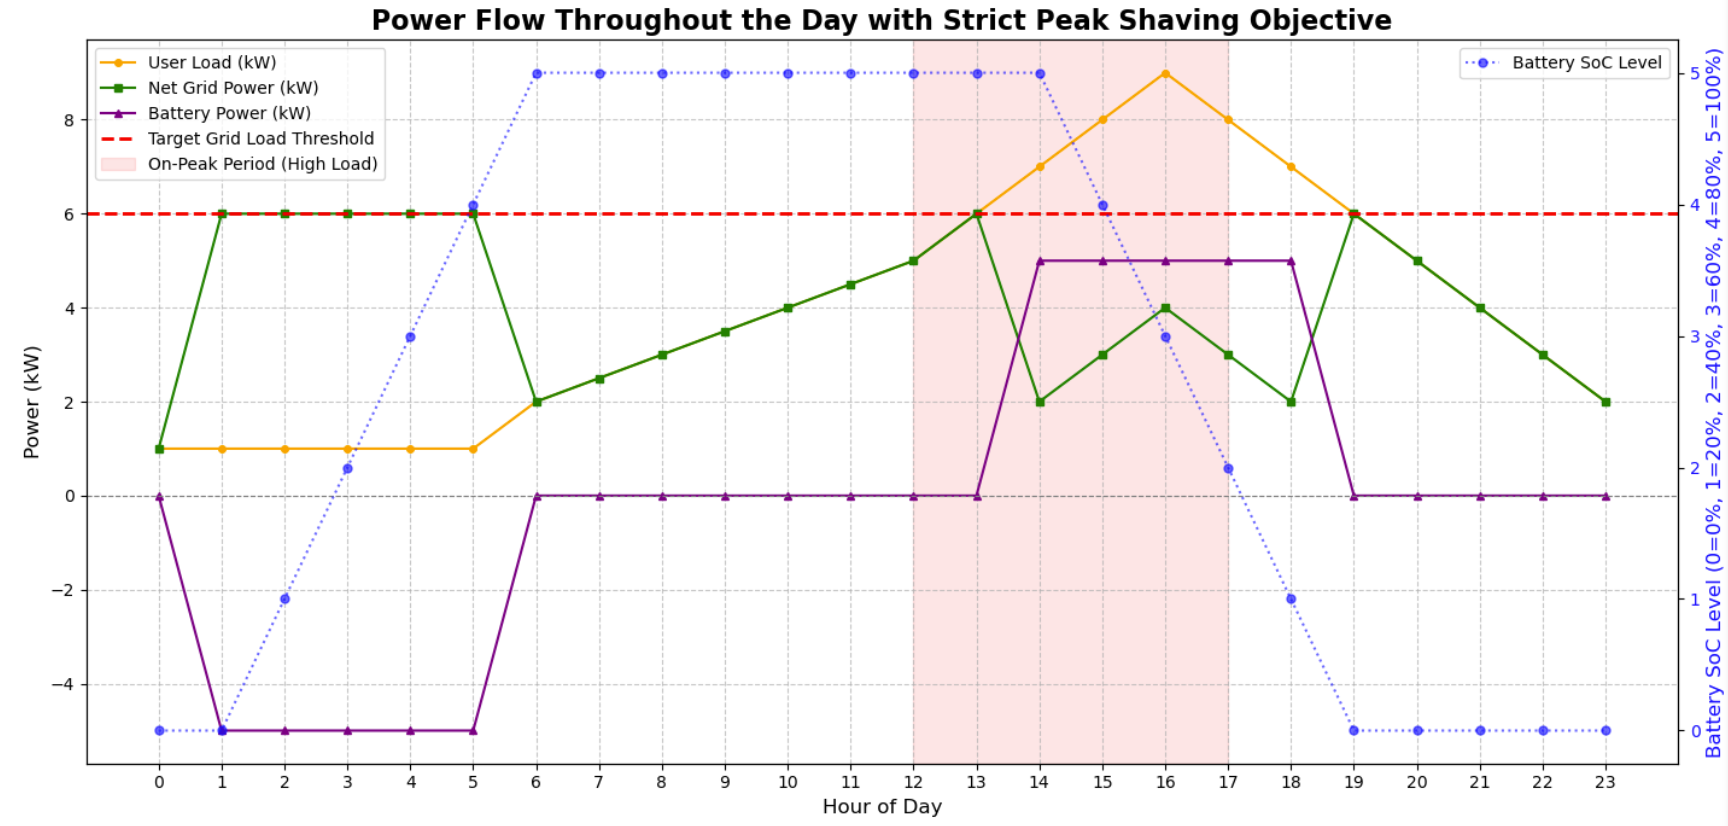 Power Flow Throughout the Day with Strict Peak Shaving Objective
User Load (kW)
Net Grid Power (kW)
Battery Power (kW)
Target Grid Load Threshold
On-Peak Period (High Load)
Battery SoC Level
Power (kW)
8
6
4
2
0
−2
−4
5
4
3
2
1
0
Battery SoC Level (0=0%, 1=20%, 2=40%, 3=60%, 4=80%, 5=100%)
0 1 2 3 4 5 6 7 8 9 10 11 12 13 14 15 16 17 18 19 20 21 22 23
Hour of Day